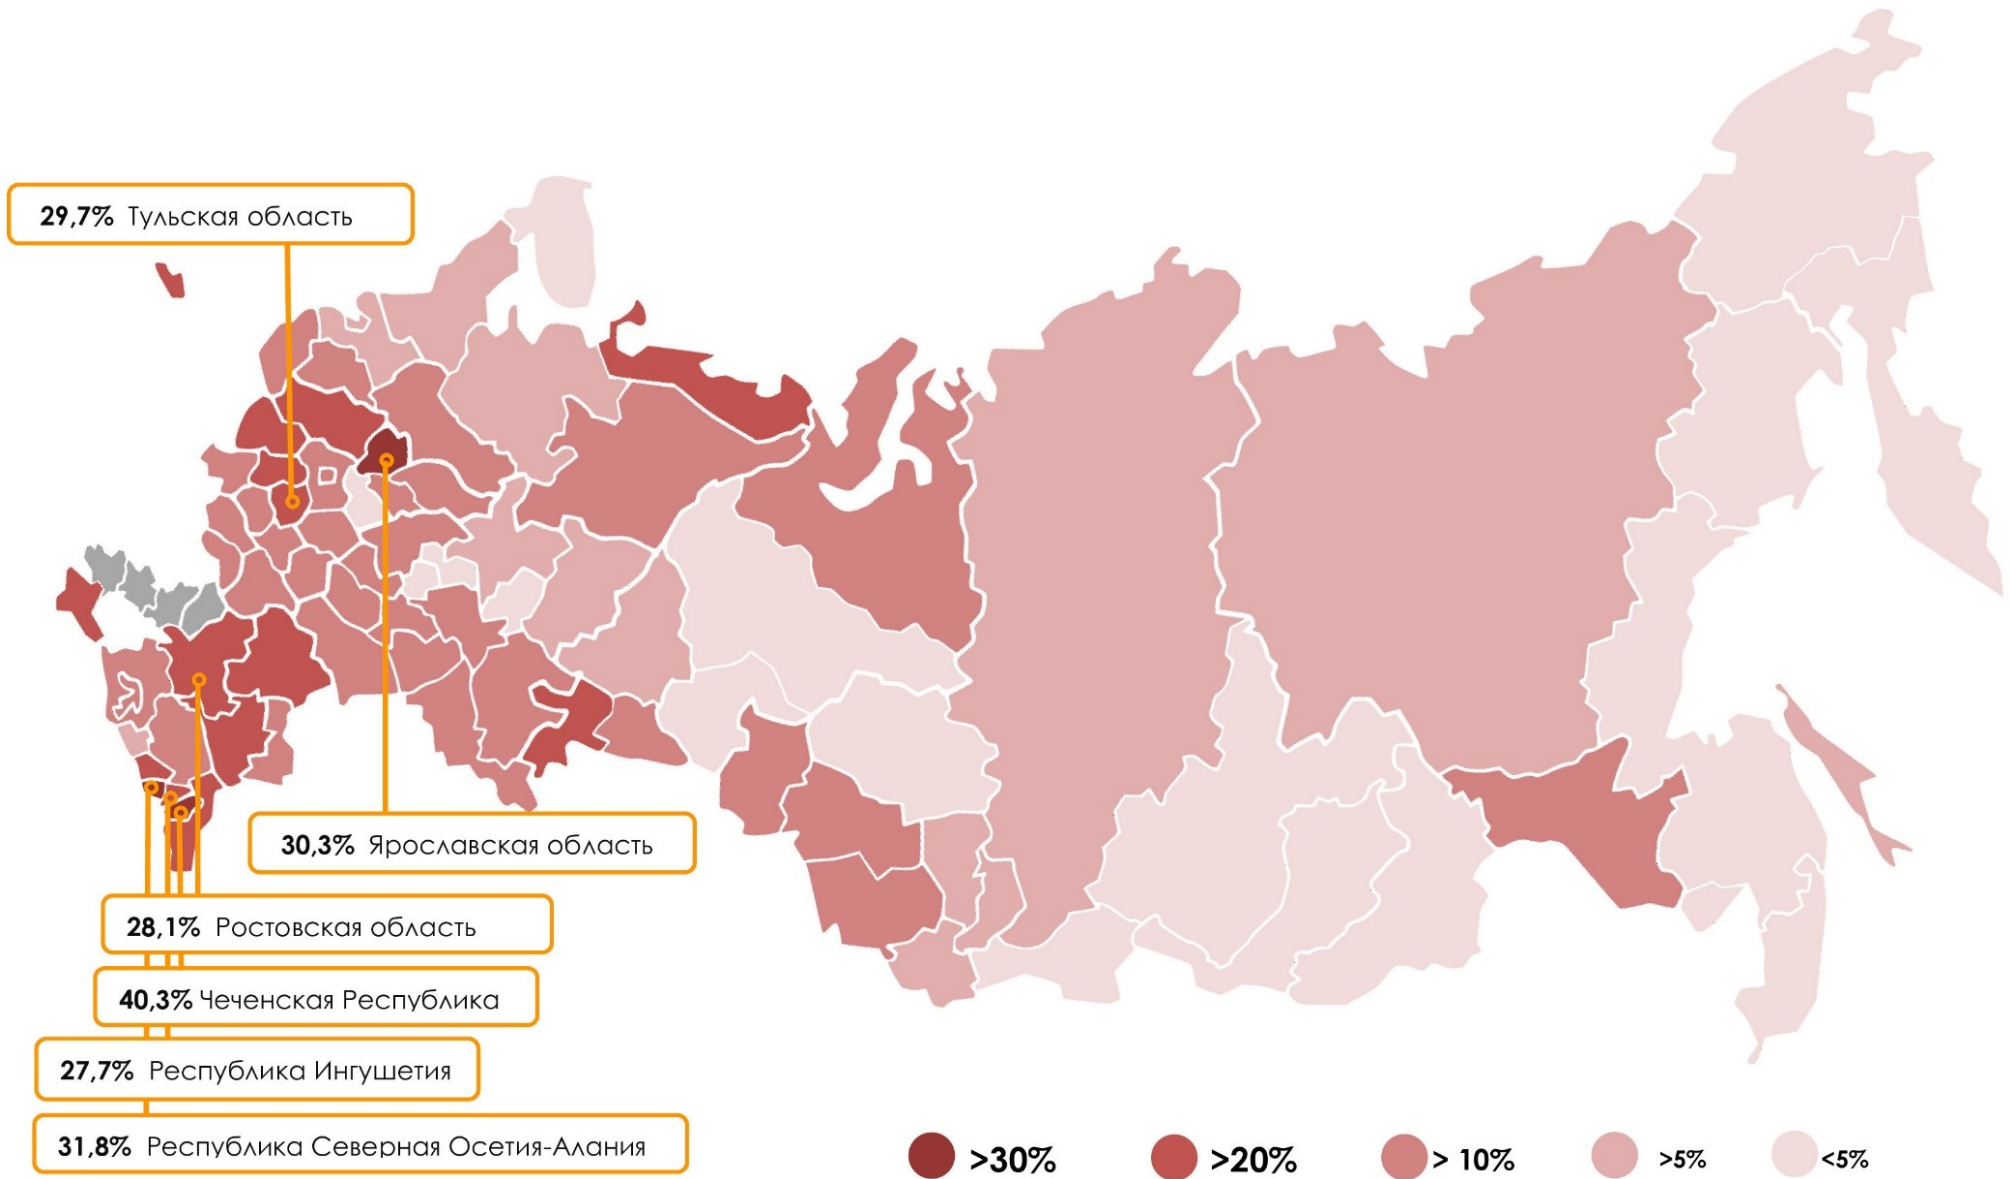 29,7% Тульская область
30,3% Ярославская область
28,1% Ростовская область
40,3% Чеченская Республика
27,7% Республика Ингушетия
31,8% Республика Северная Осетия-Алания
>30% >20% > 10% >5% <5%